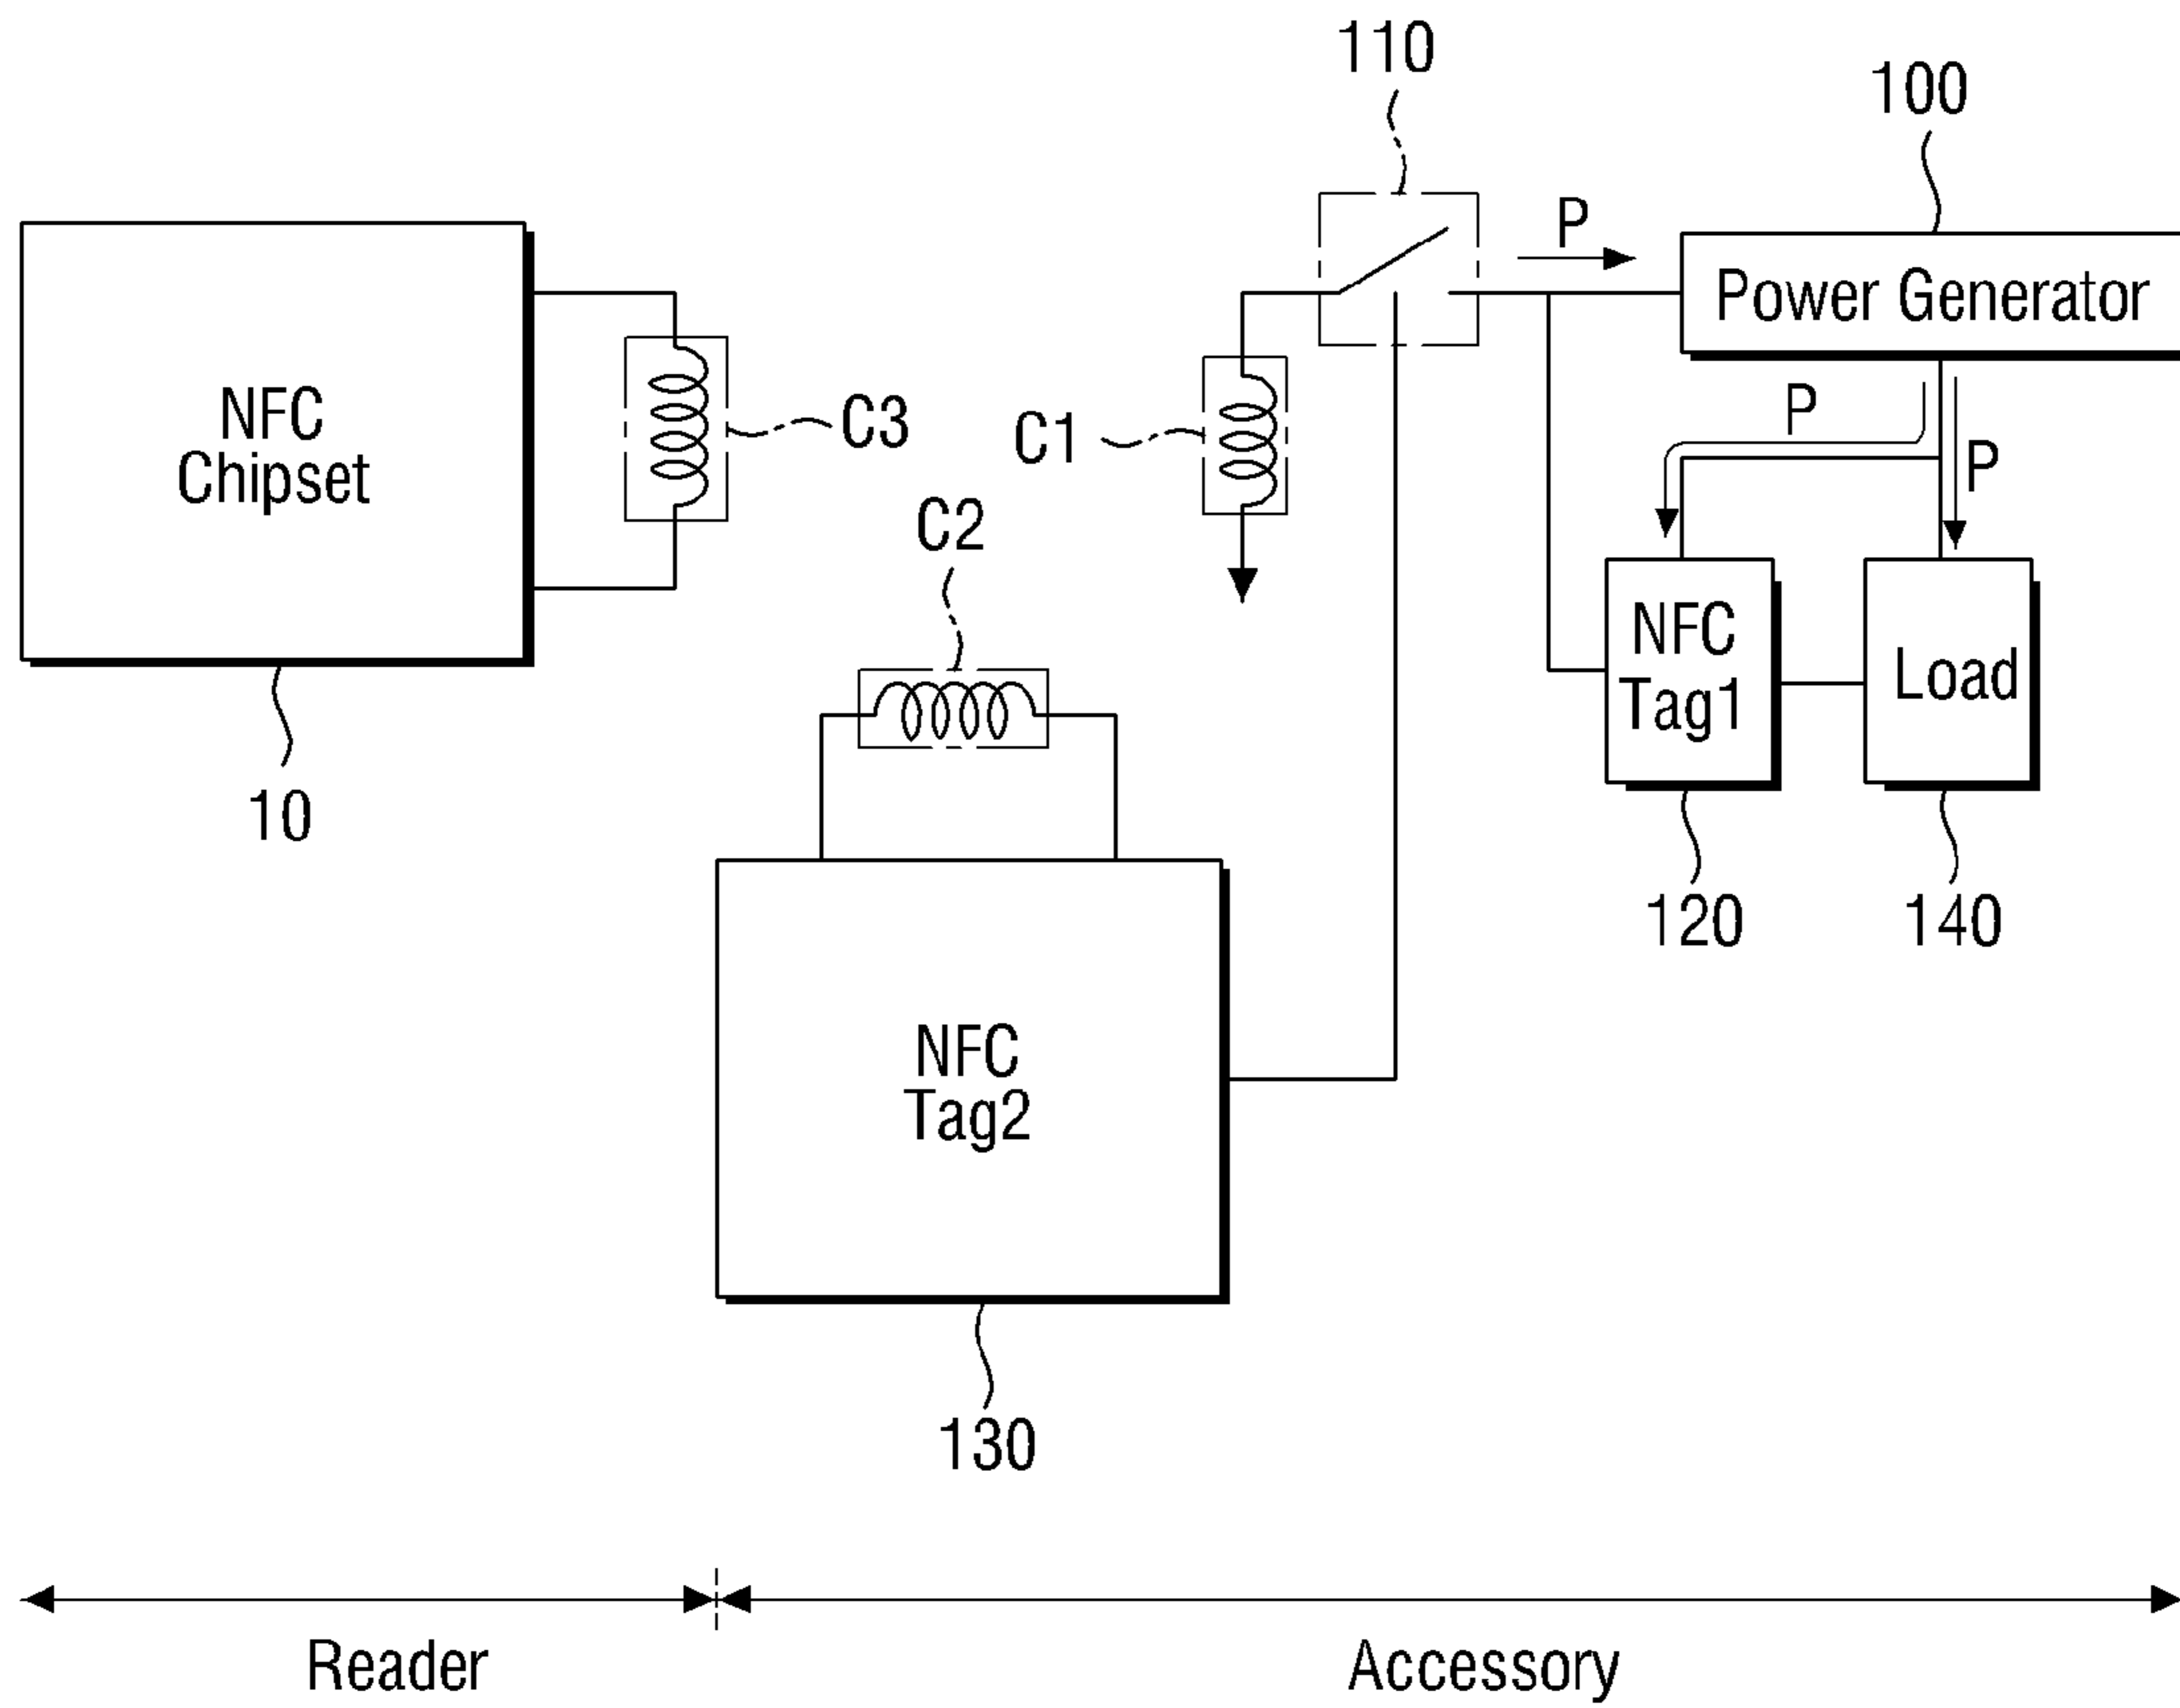 110
100
P
Power Generator
NFC
Chipset
C3
C1
P
P
C2
NFC
Tag1
Load
10
120
140
NFC
Tag2
130
Reader
Accessory